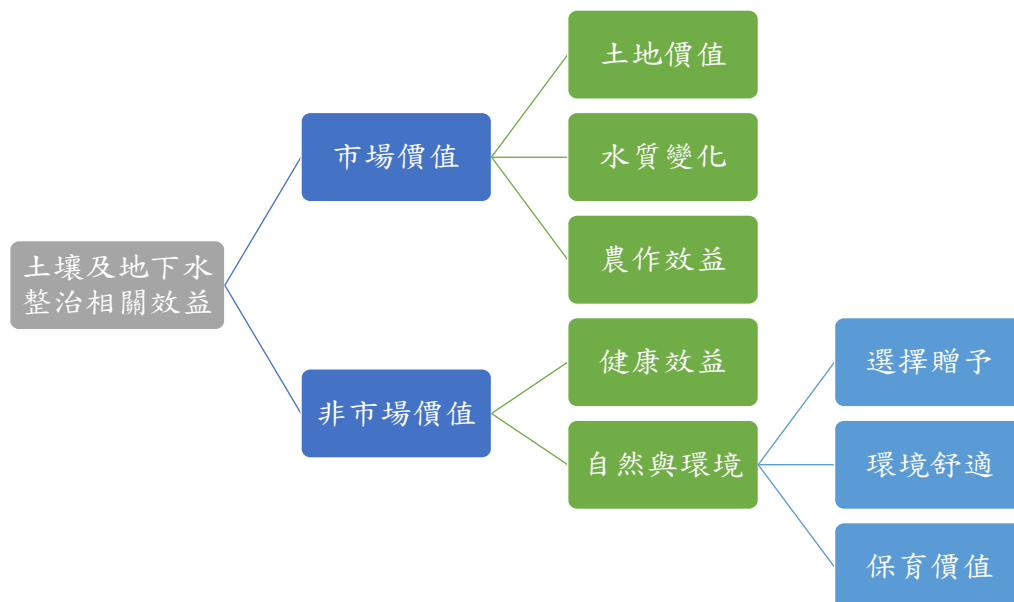 土壤及地下水
整治相關效益
市場價值
土地價值
水質變化
農作效益
非市場價值
健康效益
自然與環境
選擇贈予
環境舒適
保育價值